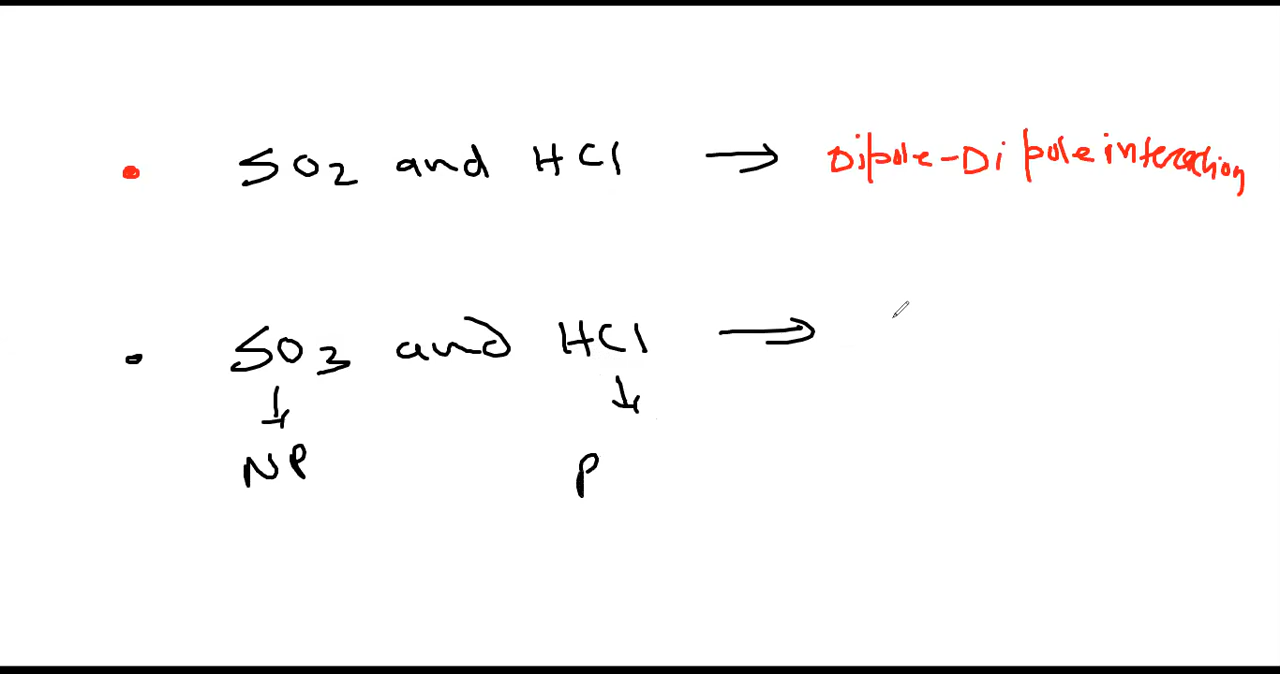 • SO2 and HCl → Dipole-Dipole interaction
• SO3 and HCl →
↓ ↓
NP P